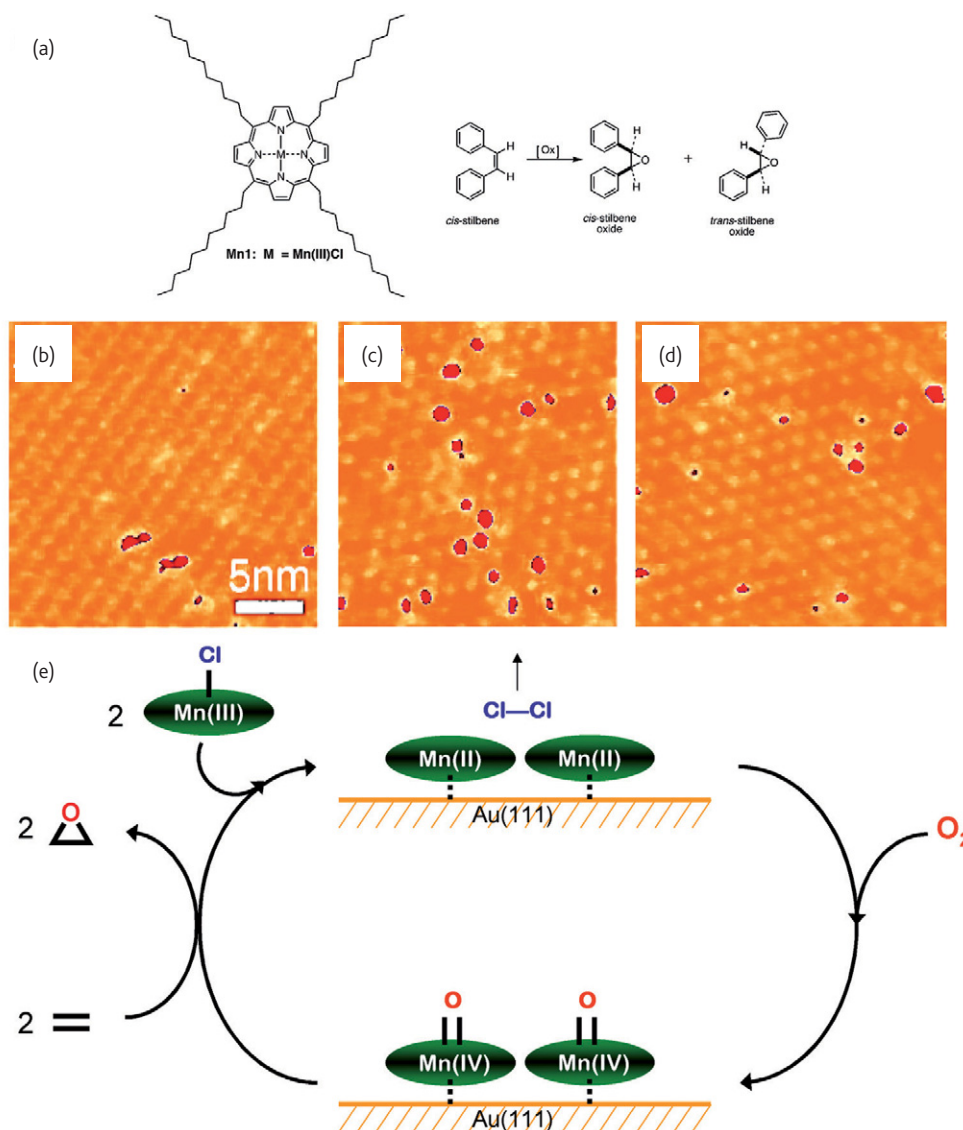 (a)
N
N
M
N
N
Mn1: M = Mn(III)Cl
H
H
cis-stilbene
[Ox]
H
O
H
cis-stilbene
oxide
+
H
O
H
trans-stilbene
oxide
(b)
(c)
(d)
5nm
(e)
Cl
2 Mn(III)
Cl—Cl
Mn(II) Mn(II)
Au(111)
2 O
O₂
2
O O
Mn(IV) Mn(IV)
Au(111)